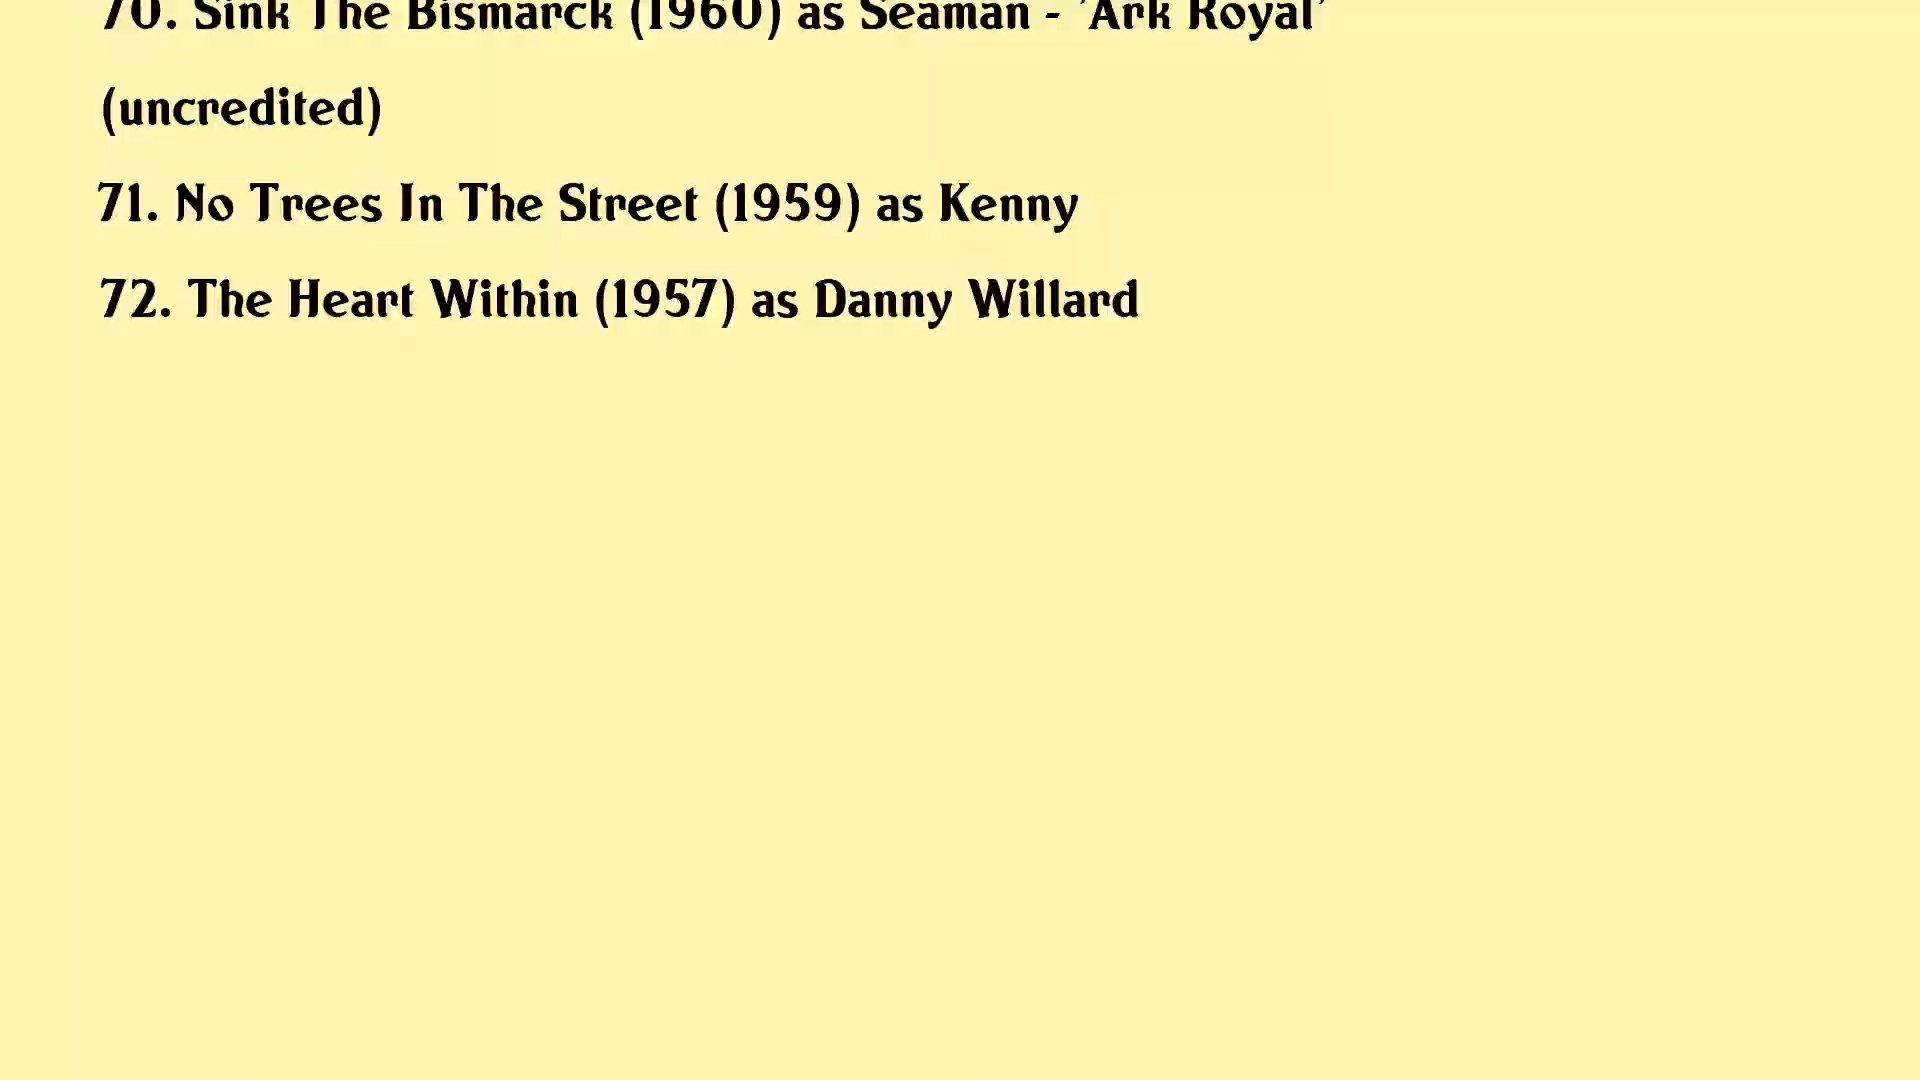 70. Sink The Bismarck (1960) as Seaman - 'Ark Royal'
(uncredited)
71. No Trees In The Street (1959) as Kenny
72. The Heart Within (1957) as Danny Willard